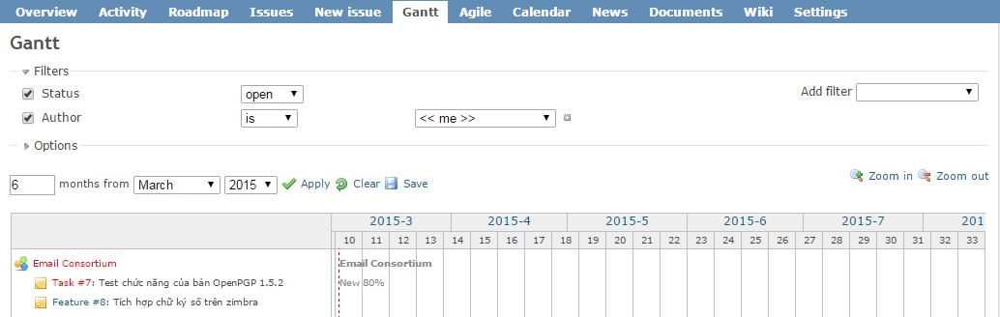 Overview Activity Roadmap Issues New issue Gantt Agile Calendar News Documents Wiki Settings
Gantt
Filters
Status open Add filter
Author is << me >>
Options
6 months from March 2015 Apply Clear Save Zoom in Zoom out
2015-3 2015-4 2015-5 2015-6 2015-7 201
10 11 12 13 14 15 16 17 18 19 20 21 22 23 24 25 26 27 28 29 30 31 32 33
Email Consortium Email Consortium
Task #7: Test chức năng của bản OpenPGP 1.5.2 New 80%
Feature #8: Tích hợp chữ ký số trên zimbra